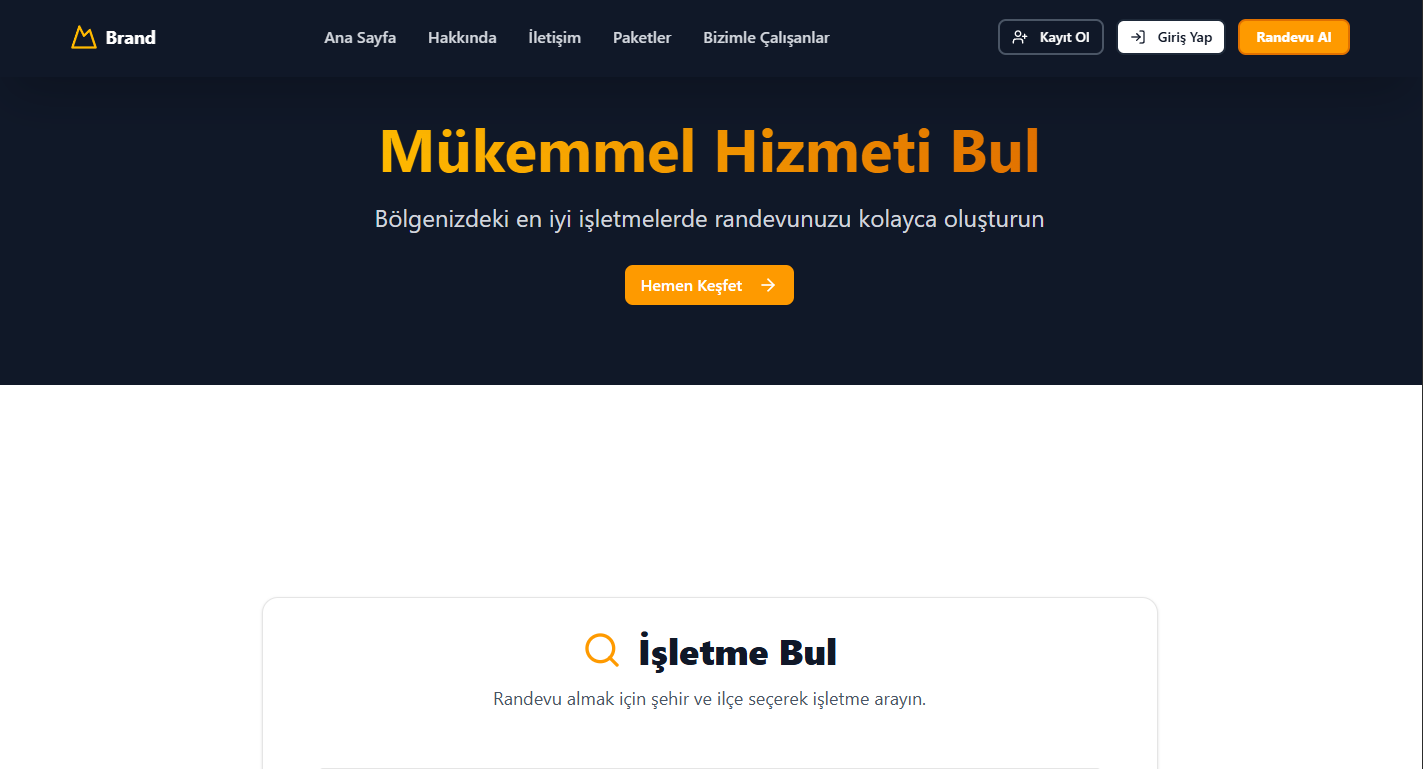 Brand
Ana Sayfa
Hakkında
İletişim
Paketler
Bizimle Çalışanlar
Kayıt Ol
Giriş Yap
Randevu Al
Mükemmel Hizmeti Bul
Bölgenizdeki en iyi işletmelerde randevunuzu kolayca oluşturun
Hemen Keşfet
İşletme Bul
Randevu almak için şehir ve ilçe seçerek işletme arayın.